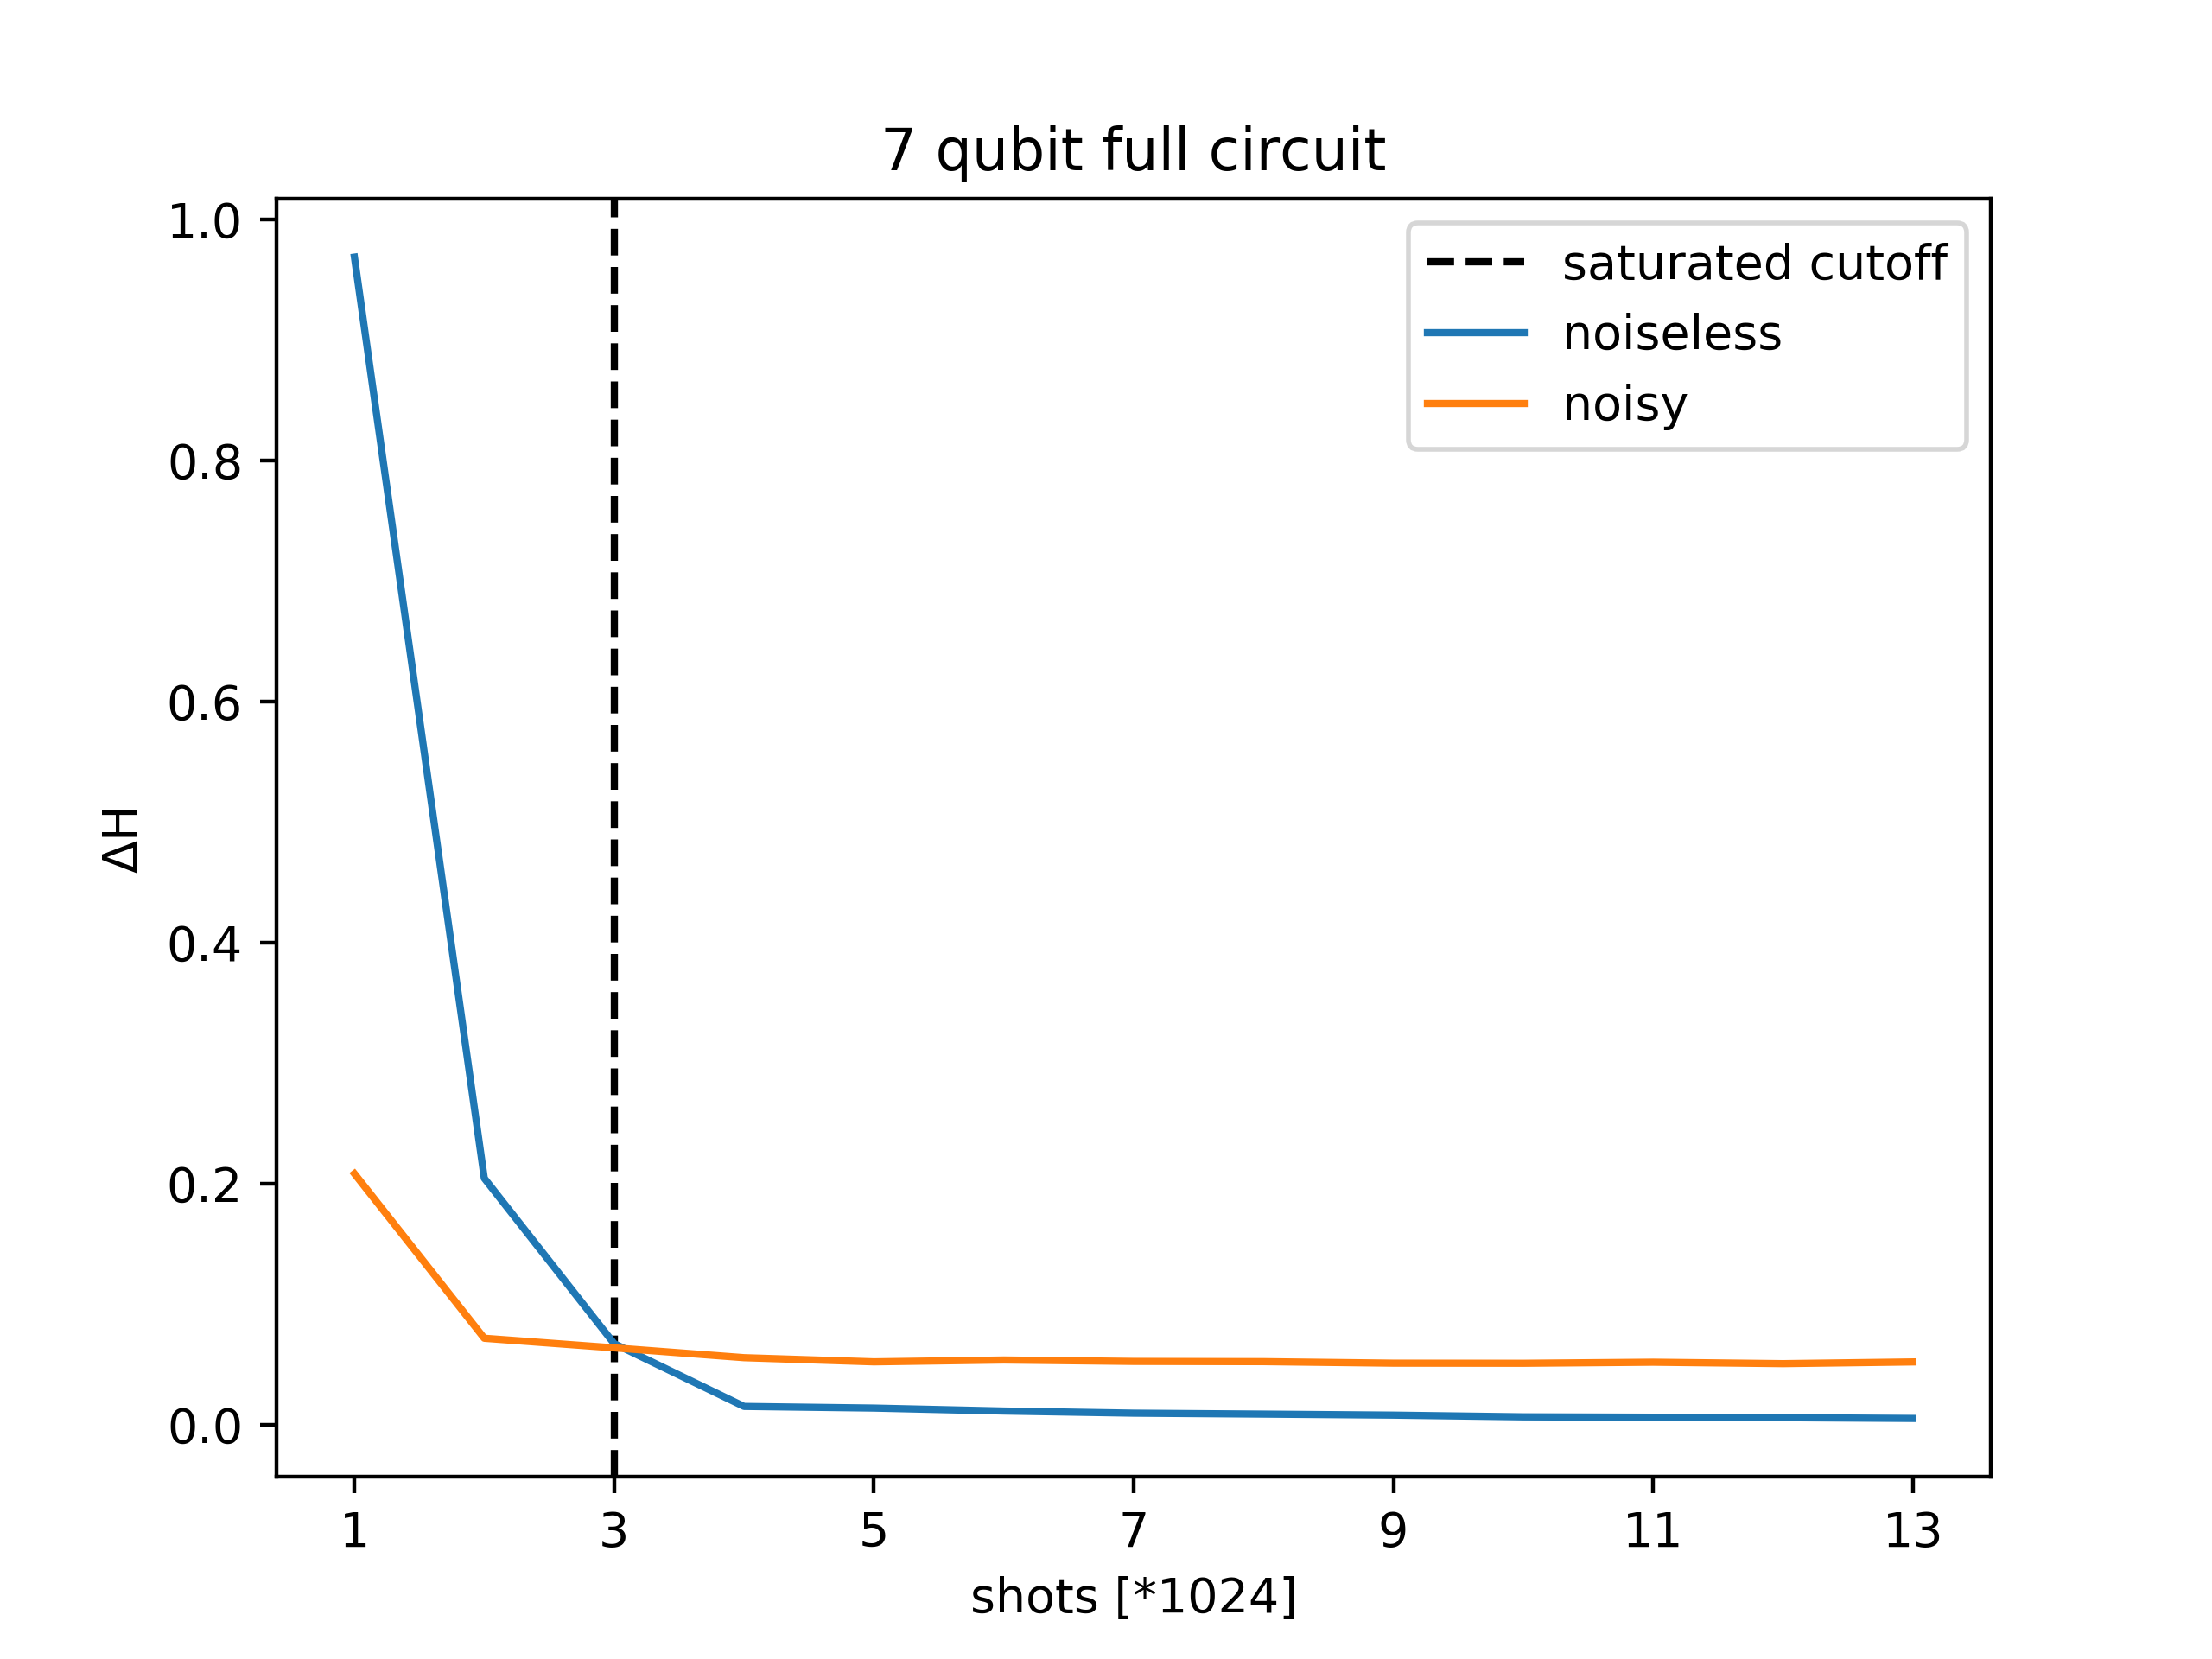 7 qubit full circuit
1.0
0.8
0.6
0.4
0.2
0.0
ΔH
saturated cutoff
noiseless
noisy
1 3 5 7 9 11 13
shots [*1024]